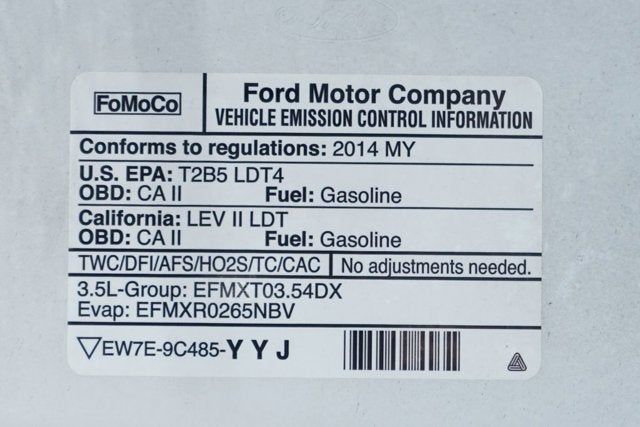 FoMoCo
Ford Motor Company
VEHICLE EMISSION CONTROL INFORMATION
Conforms to regulations: 2014 MY
U.S. EPA: T2B5 LDT4
OBD: CA II Fuel: Gasoline
California: LEV II LDT
OBD: CA II Fuel: Gasoline
TWC/DFI/AFS/HO2S/TC/CAC No adjustments needed.
3.5L-Group: EFMXT03.54DX
Evap: EFMXR0265NBV
EW7E-9C485-YYJ